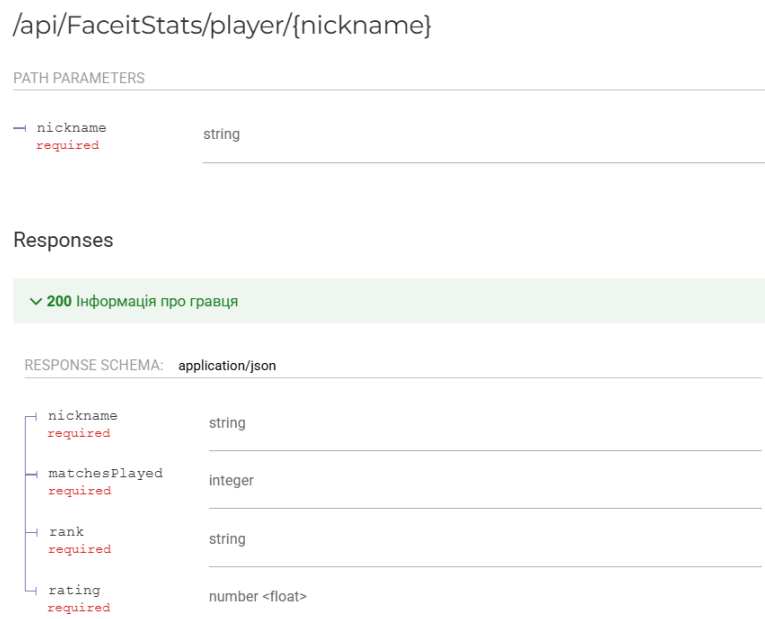 /api/FaceitStats/player/{nickname}
PATH PARAMETERS
nickname
required
string
Responses
200 Інформація про гравця
RESPONSE SCHEMA: application/json
nickname
required
string
matchesPlayed
required
integer
rank
required
string
rating
required
number <float>